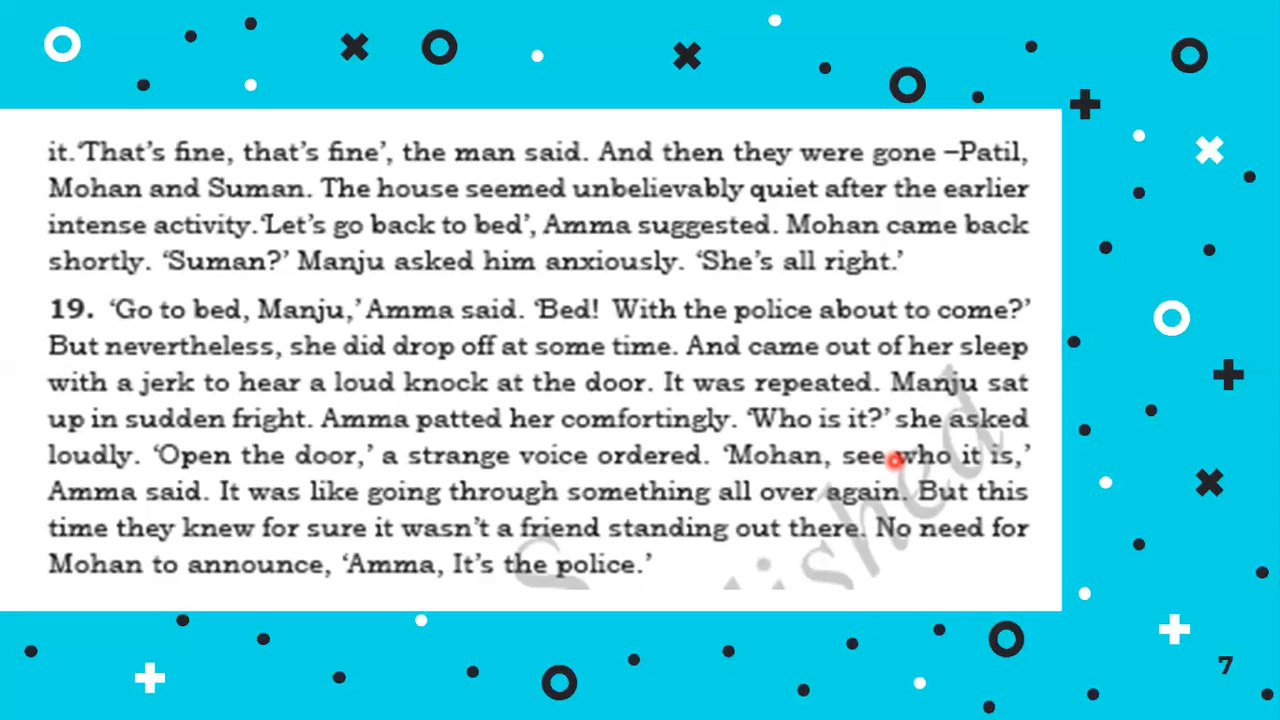 it.‘That’s fine, that’s fine’, the man said. And then they were gone –Patil,
Mohan and Suman. The house seemed unbelievably quiet after the earlier
intense activity.‘Let’s go back to bed’, Amma suggested. Mohan came back
shortly. ‘Suman?’ Manju asked him anxiously. ‘She’s all right.’
19. ‘Go to bed, Manju,’ Amma said. ‘Bed! With the police about to come?’
But nevertheless, she did drop off at some time. And came out of her sleep
with a jerk to hear a loud knock at the door. It was repeated. Manju sat
up in sudden fright. Amma patted her comfortingly. ‘Who is it?’ she asked
loudly. ‘Open the door,’ a strange voice ordered. ‘Mohan, see who it is,’
Amma said. It was like going through something all over again. But this
time they knew for sure it wasn’t a friend standing out there. No need for
Mohan to announce, ‘Amma, It’s the police.’
7